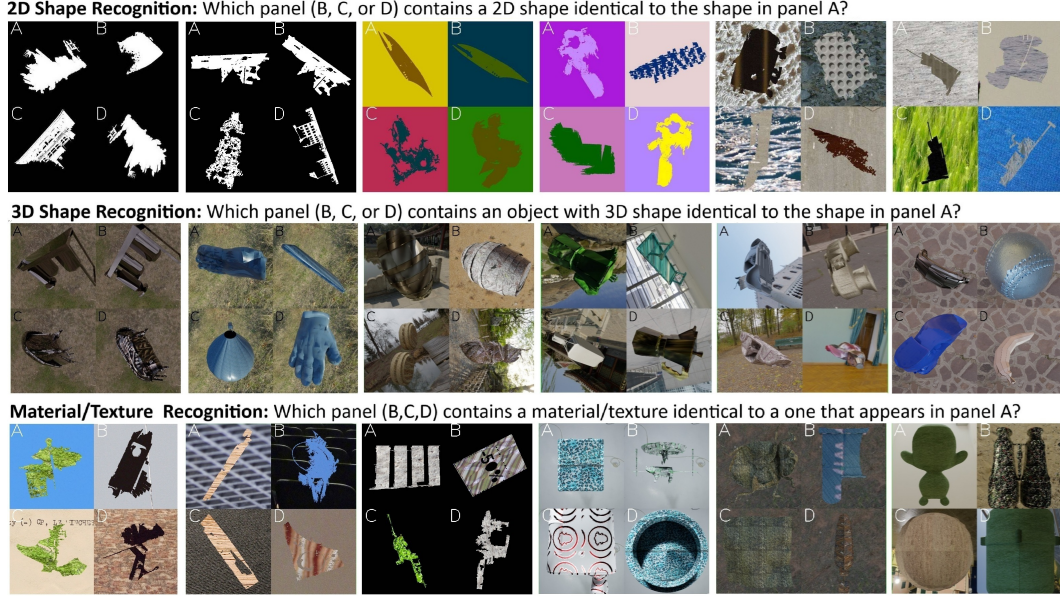 2D Shape Recognition: Which panel (B, C, or D) contains a 2D shape identical to the shape in panel A?
A B A B A B A B A B A B
C D C D C D C D C D C D
3D Shape Recognition: Which panel (B, C, or D) contains an object with 3D shape identical to the shape in panel A?
A B A B A B A B A B A B
C D C D C D C D C D C D
Material/Texture Recognition: Which panel (B,C,D) contains a material/texture identical to a one that appears in panel A?
A B A B A B A B A B A B
C D C D C D C D C D C D